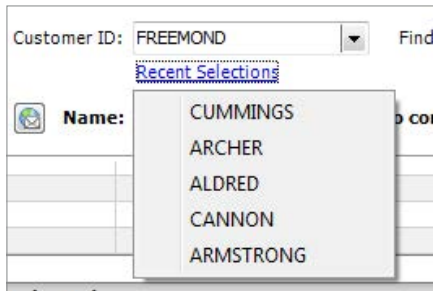 Customer ID: FREEMOND Find
Recent Selections
Name:
CUMMINGS
ARCHER
ALDRED
CANNON
ARMSTRONG